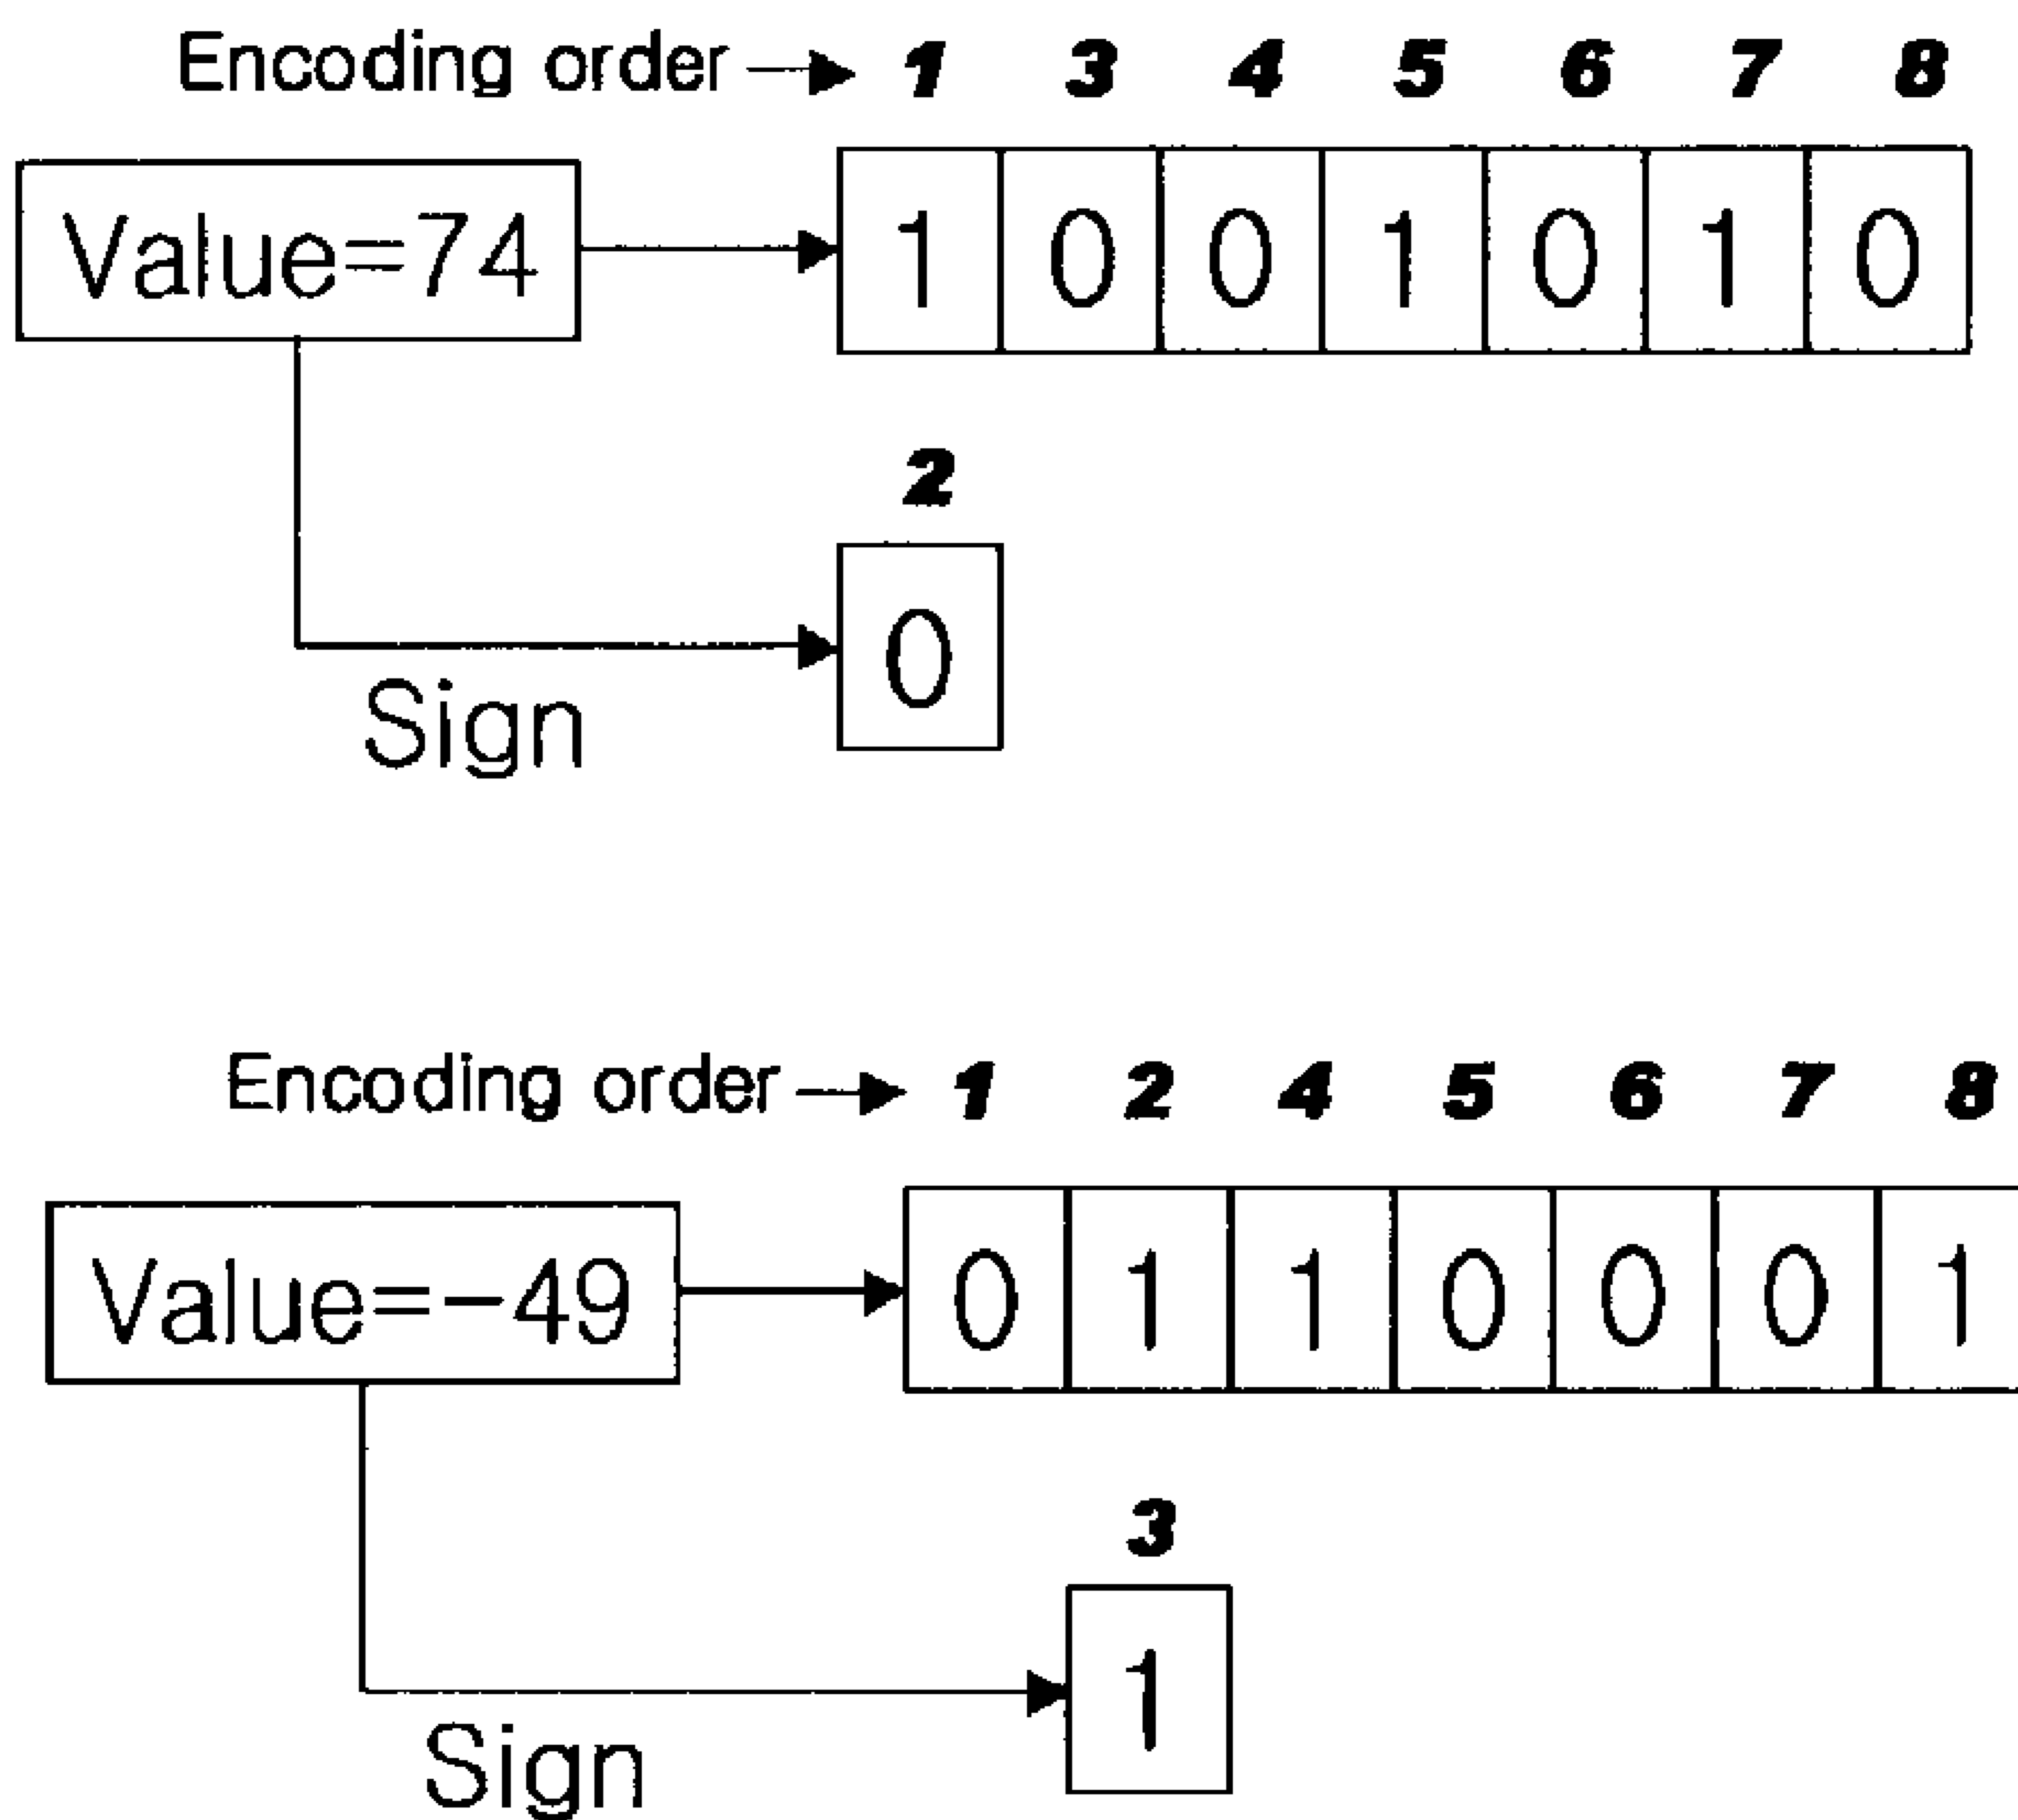 Encoding order 1 3 4 5 6 7 8
Value=74 1 0 0 1 0 1 0
2
0
Sign
Encoding order 1 2 4 5 6 7 8
Value=-49 0 1 1 0 0 0 1
3
1
Sign